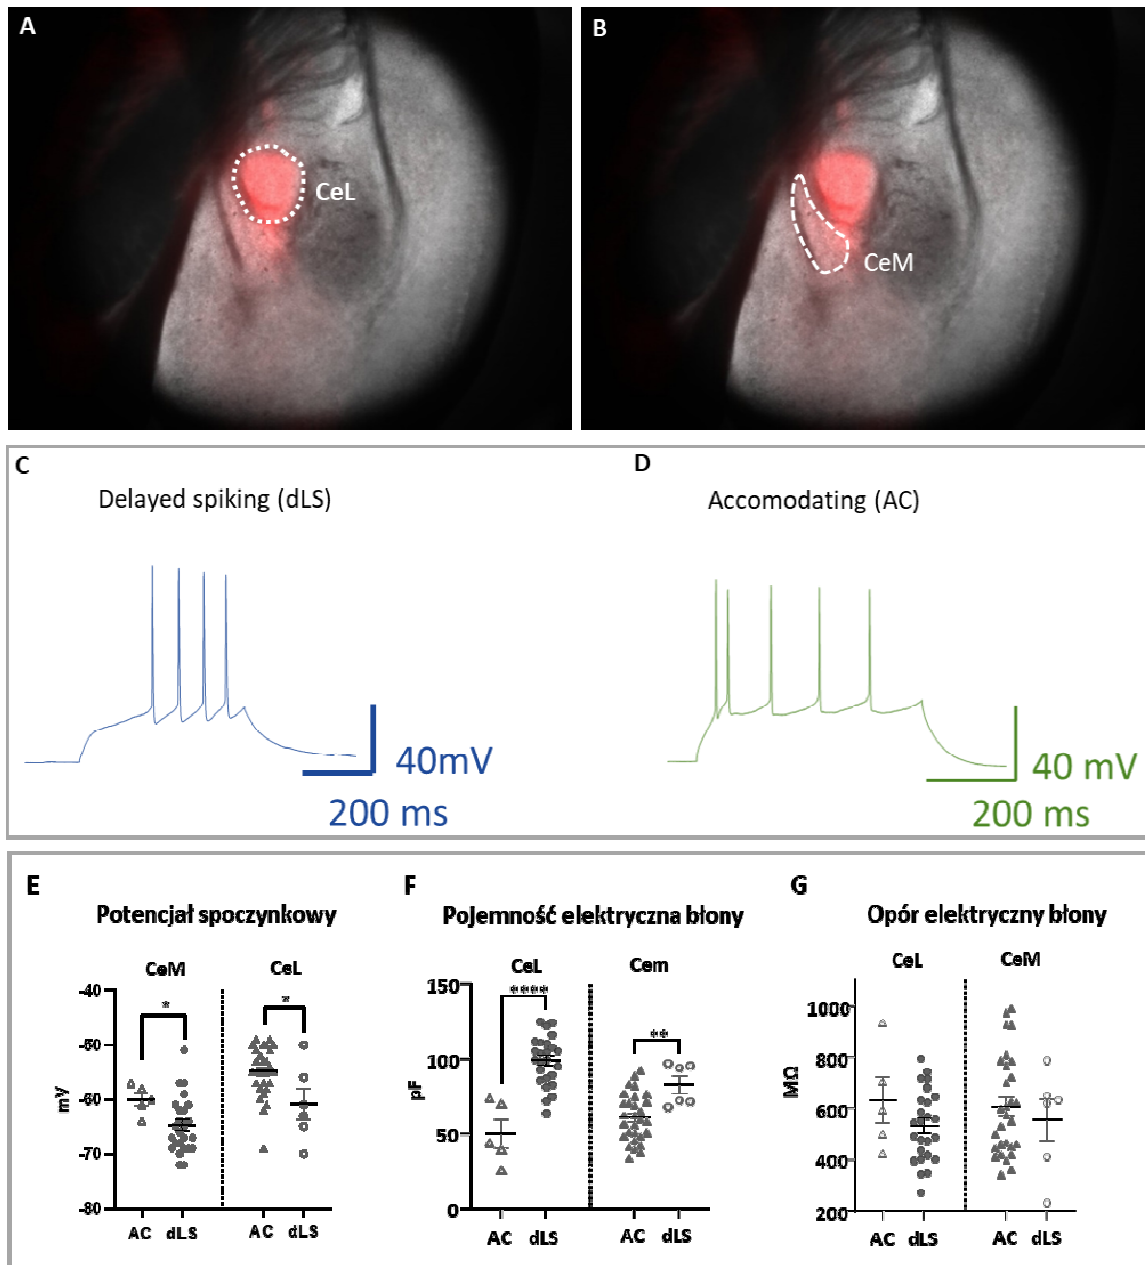 A
B
CeL
CeM
C
D
Delayed spiking (dLS)
Accomodating (AC)
40mV
200 ms
40 mV
200 ms
E
F
G
Potencjał spoczynkowy
Pojemność elektryczna błony
Opór elektryczny błony
CeM
CeL
CeL
Cem
CeL
CeM
-40
-50
-60
-70
-80
mV
*
*
AC
dLS
AC
dLS
150
100
50
0
pF
****
**
AC
dLS
AC
dLS
1000
800
600
400
200
MΩ
AC
dLS
AC
dLS